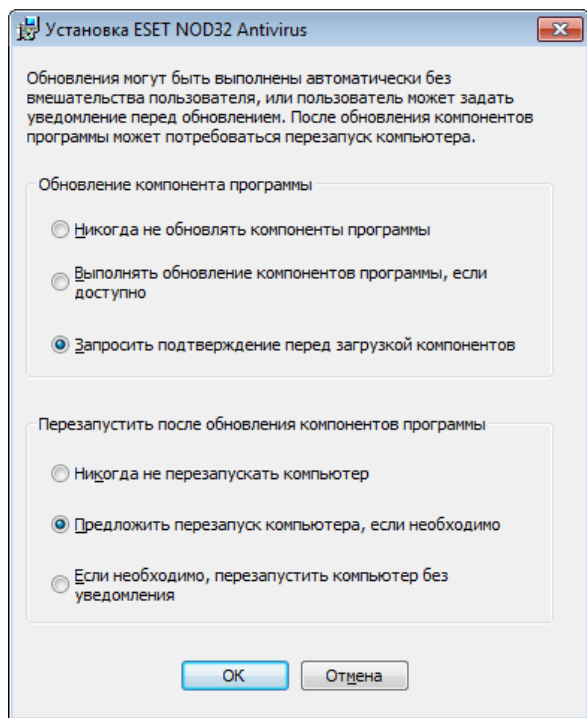 Установка ESET NOD32 Antivirus
Обновления могут быть выполнены автоматически без
вмешательства пользователя, или пользователь может задать
уведомление перед обновлением. После обновления компонентов
программы может потребоваться перезапуск компьютера.
Обновление компонента программы
Никогда не обновлять компоненты программы
Выполнять обновление компонентов программы, если
доступно
Запросить подтверждение перед загрузкой компонентов
Перезапустить после обновления компонентов программы
Никогда не перезапускать компьютер
Предложить перезапуск компьютера, если необходимо
Если необходимо, перезапустить компьютер без
уведомления
ОК Отмена